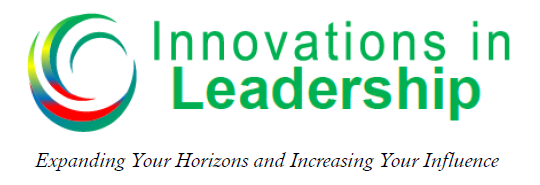 Innovations in
Leadership
Expanding Your Horizons and Increasing Your Influence